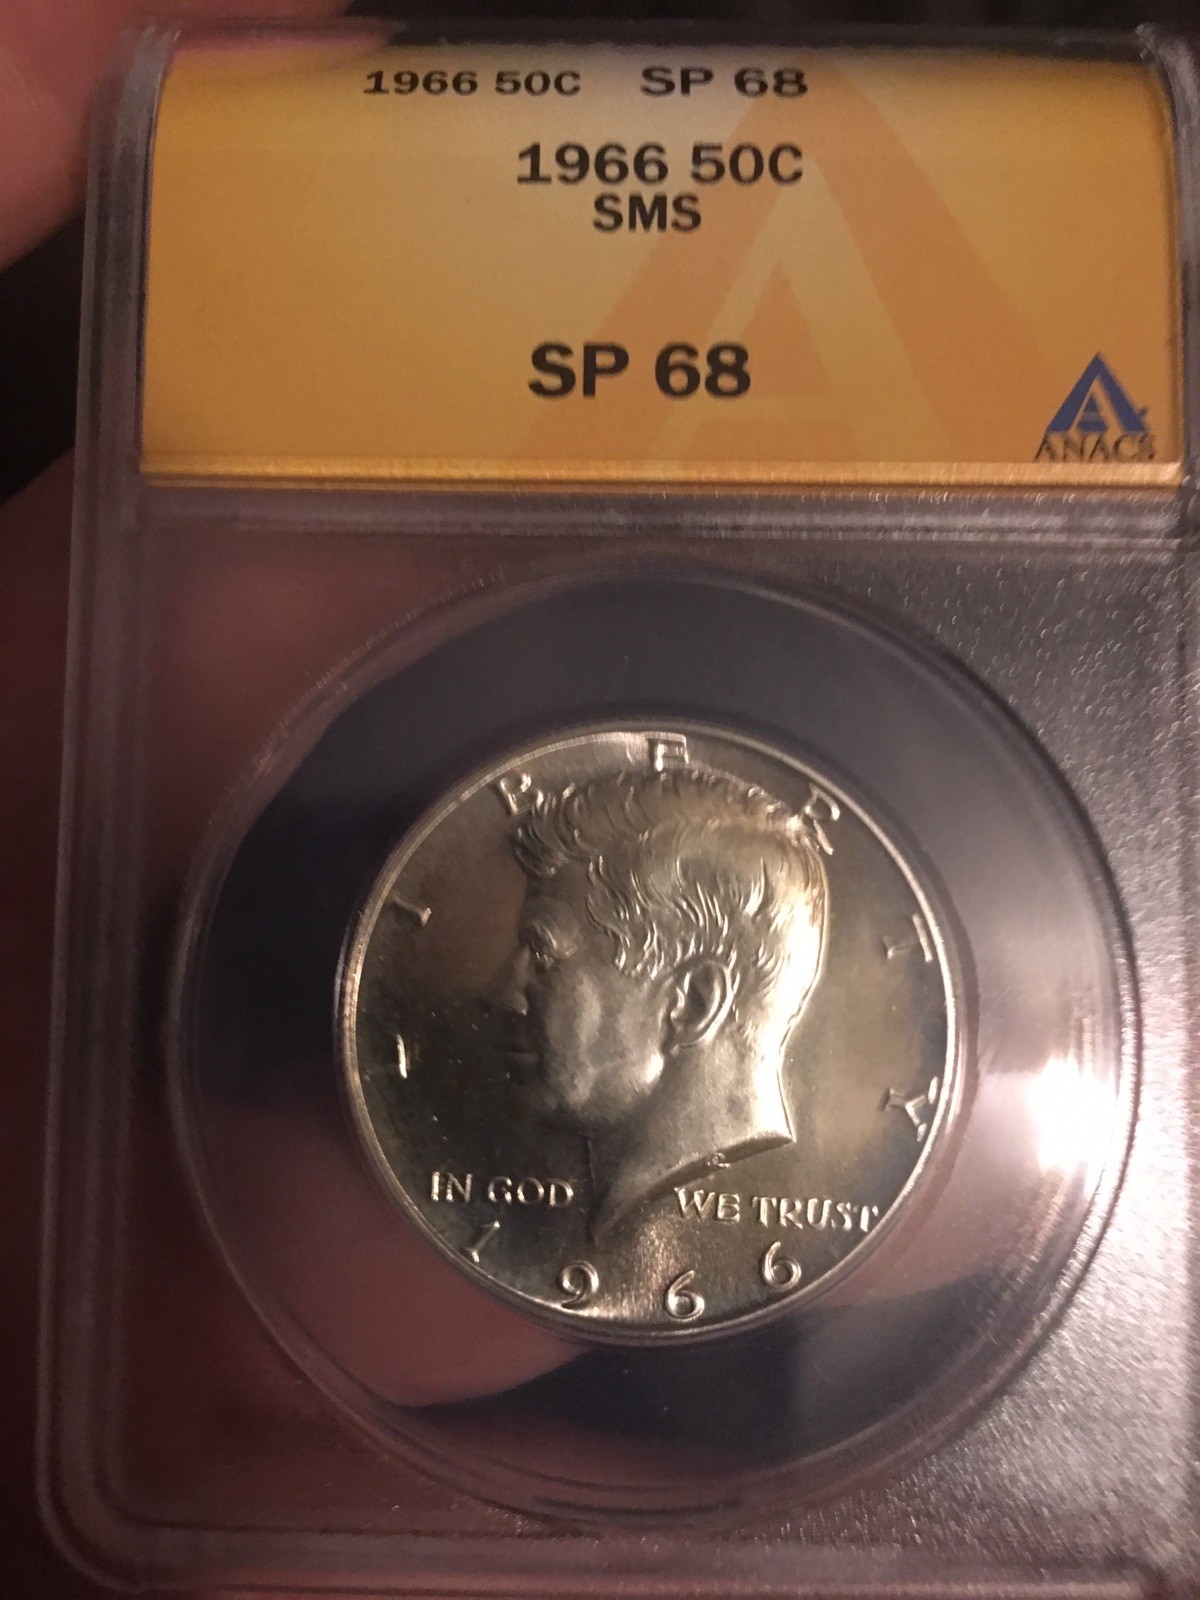 1966 50C SP 68
1966 50C
SMS
SP 68
ANACS
LIBERTY
IN GOD WE TRUST
1966